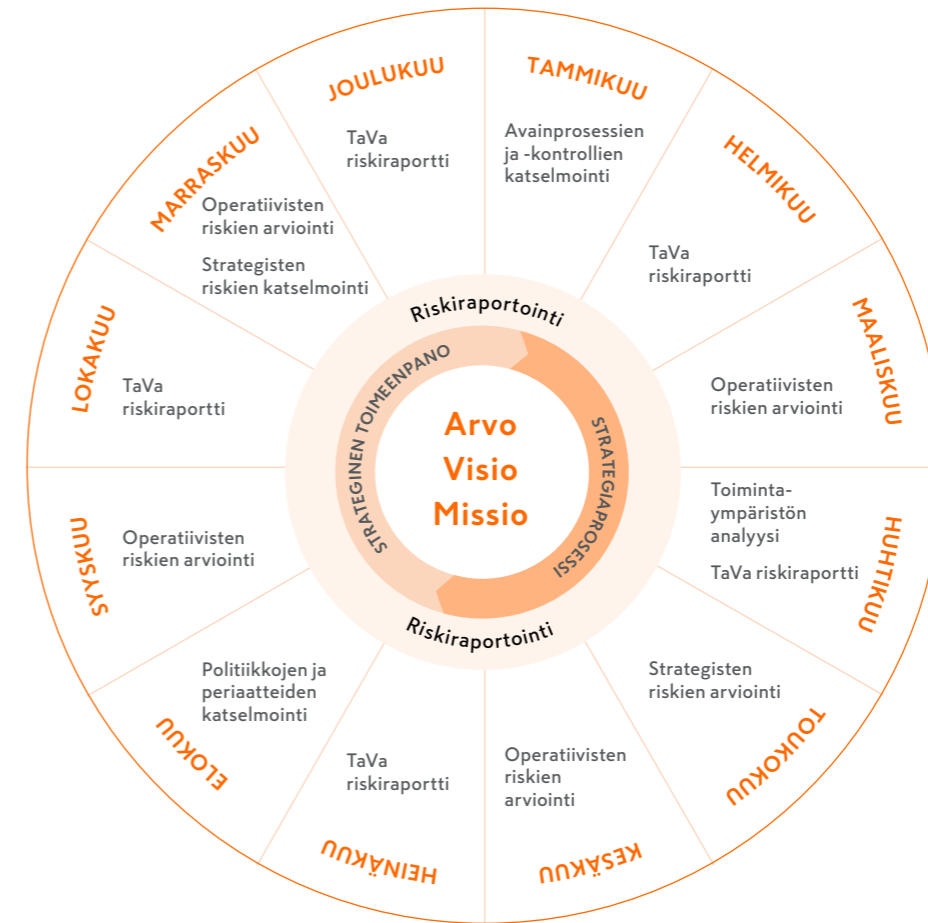 TAMMIKUU
Avainprosessien
ja -kontrollien
katselmointi
HELMIKUU
TaVa
riskiraportti
MAALISKUU
Operatiivisten
riskien arviointi
HUHTIKUU
Toiminta-
ympäristön
analyysi
TaVa riskiraportti
TOUKOKUU
Strategisten
riskien arviointi
KESÄKUU
Operatiivisten
riskien
arviointi
HEINÄKUU
TaVa
riskiraportti
ELOKUU
Politiikkojen ja
periaatteiden
katselmointi
SYYSKUU
Operatiivisten
riskien arviointi
LOKAKUU
TaVa
riskiraportti
MARRASKUU
Operatiivisten
riskien arviointi
Strategisten
riskien katselmointi
JOULUKUU
TaVa
riskiraportti
Riskiraportointi
STRATEGINEN TOIMEENPANO
STRATEGIAPROSESSI
Arvo
Visio
Missio
Riskiraportointi